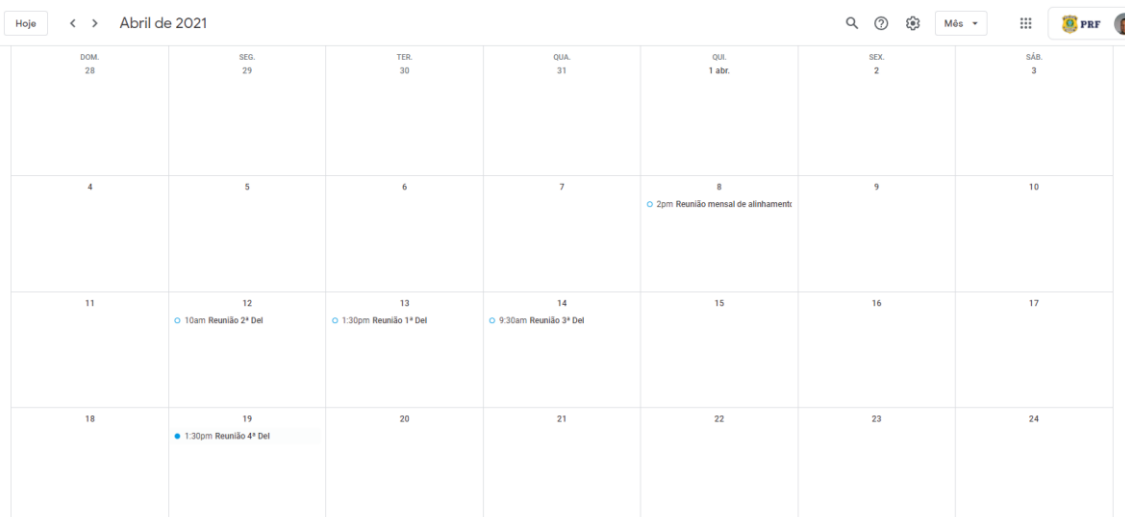 Hoje Abril de 2021 Mês PRF
DOM. SEG. TER. QUA. QUI. SEX. SÁB.
28 29 30 31 1 abr. 2 3
4 5 6 7 8 9 10
2pm Reunião mensal de alinhamento
11 12 13 14 15 16 17
10am Reunião 2ª Del 1:30pm Reunião 1ª Del 9:30am Reunião 3ª Del
18 19 20 21 22 23 24
1:30pm Reunião 4ª Del